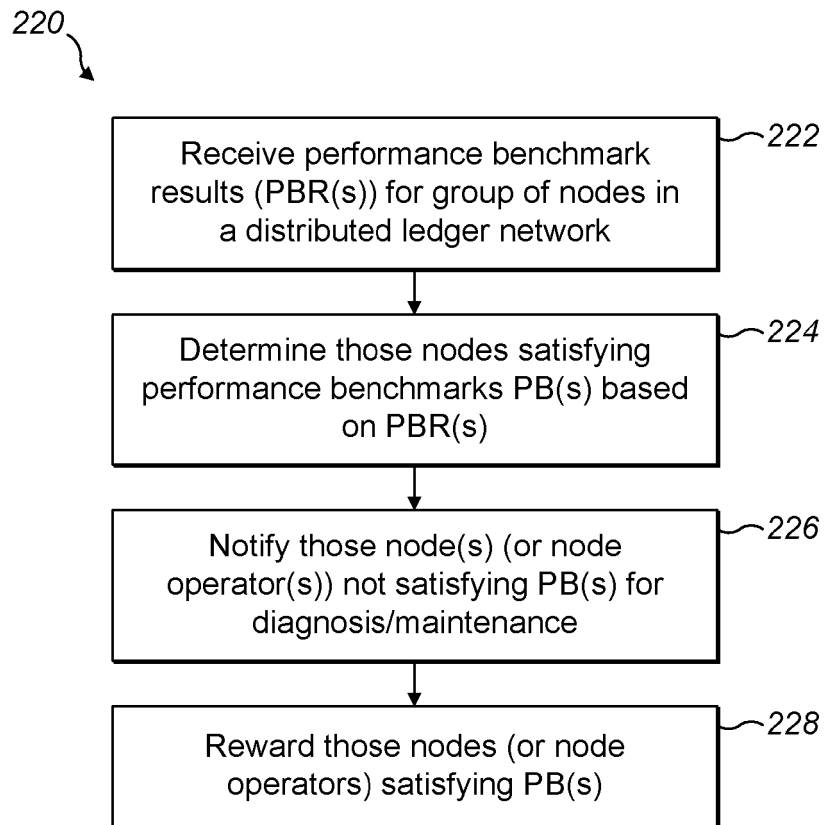 220
222
Receive performance benchmark
results (PBR(s)) for group of nodes in
a distributed ledger network
224
Determine those nodes satisfying
performance benchmarks PB(s) based
on PBR(s)
226
Notify those node(s) (or node
operator(s)) not satisfying PB(s) for
diagnosis/maintenance
228
Reward those nodes (or node
operators) satisfying PB(s)